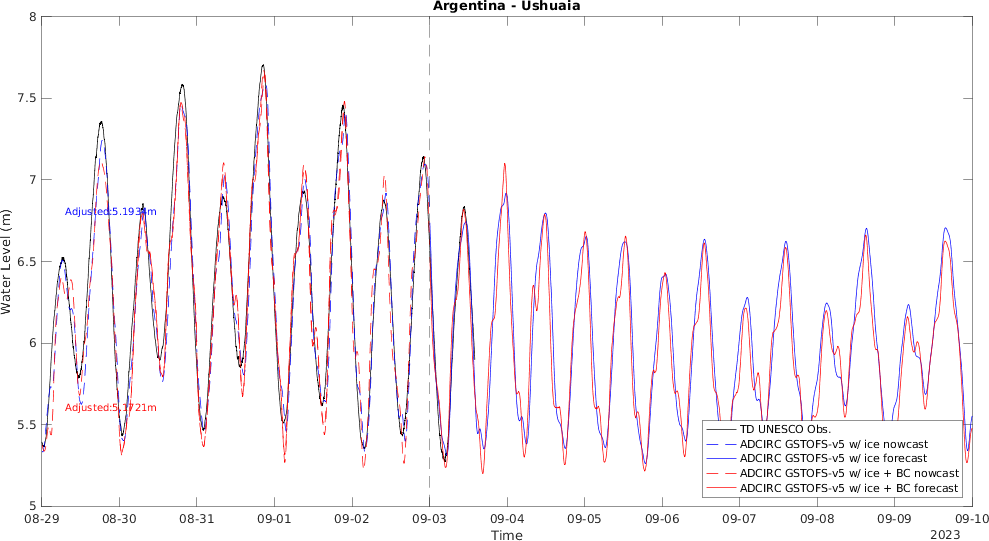 Argentina - Ushuaia
8
7.5
7
6.5
6
5.5
5
Water Level (m)
Adjusted:5.1934m
Adjusted:5.1721m
TD UNESCO Obs.
ADCIRC GSTOFS-v5 w/ ice nowcast
ADCIRC GSTOFS-v5 w/ ice forecast
ADCIRC GSTOFS-v5 w/ ice + BC nowcast
ADCIRC GSTOFS-v5 w/ ice + BC forecast
08-29 08-30 08-31 09-01 09-02 09-03 09-04 09-05 09-06 09-07 09-08 09-09 09-10
Time
2023